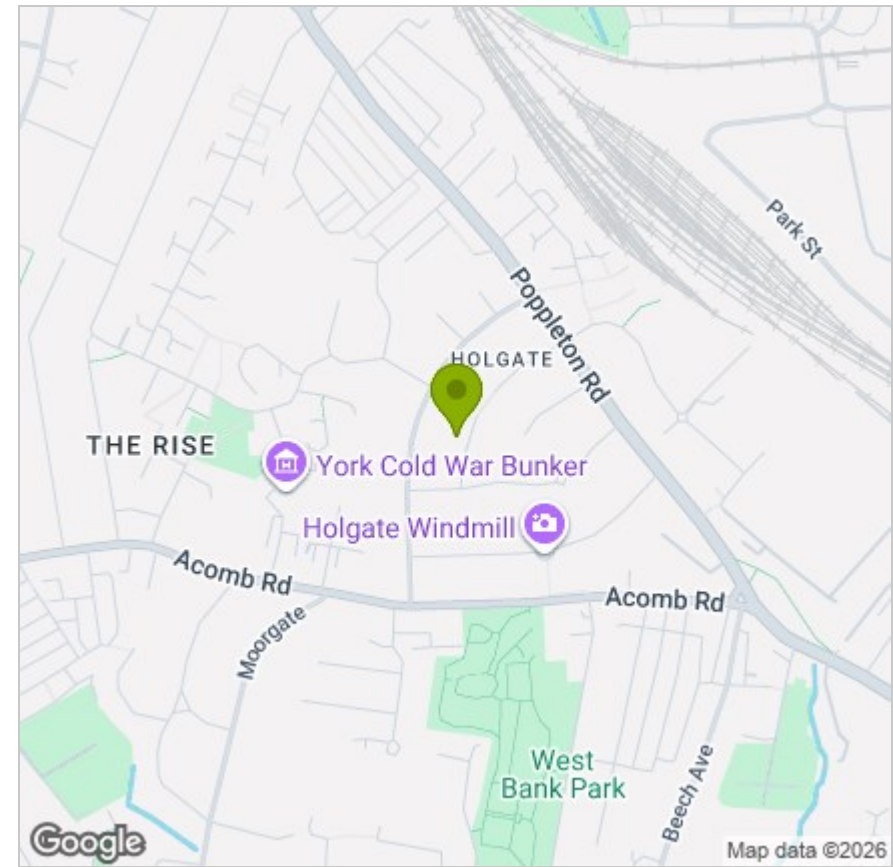 Park St
Poppleton Rd
HOLGATE
THE RISE
York Cold War Bunker
Holgate Windmill
Acomb Rd
Acomb Rd
Moorgate
West
Bank Park
Beech Ave
Google
Map data ©2026